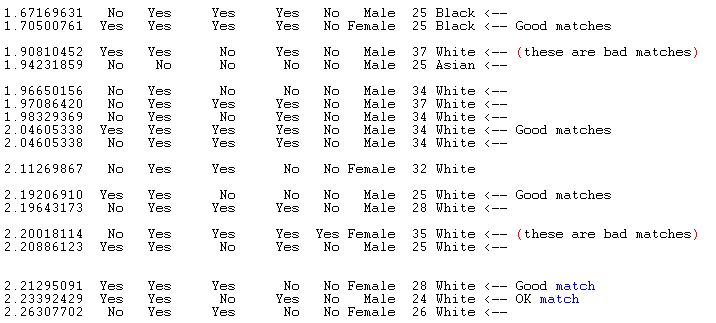 1.67169631 No Yes Yes Yes No Male 25 Black <--
1.70500761 Yes Yes Yes Yes No Female 25 Black <-- Good matches
1.90810452 Yes Yes No Yes No Male 37 White <-- (these are bad matches)
1.94231859 No No No No No Male 25 Asian <--
1.96650156 No Yes No No No Male 34 White <--
1.97086420 No Yes Yes Yes No Male 37 White <--
1.98329369 No Yes No Yes No Male 34 White <--
2.04605338 Yes Yes Yes Yes No Male 34 White <-- Good matches
2.04605338 No Yes Yes No No Male 34 White <--
2.11269867 No Yes Yes No No Female 32 White
2.19206910 Yes Yes No No No Male 25 White <-- Good matches
2.19643173 No Yes Yes Yes No Male 28 White <--
2.20018114 No Yes Yes Yes Yes Female 35 White <-- (these are bad matches)
2.20886123 Yes Yes No Yes No Male 25 White <--
2.21295091 Yes Yes Yes Yes No Female 28 White <-- Good match
2.23392429 Yes Yes No Yes No Male 24 White <-- OK match
2.26307702 No Yes Yes No No Female 26 White <--